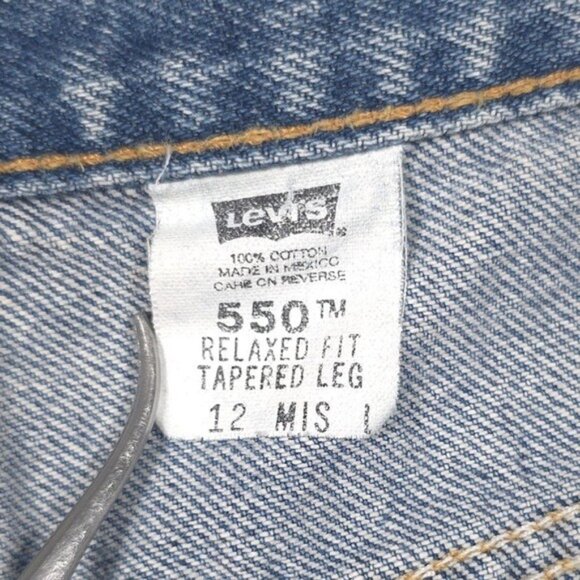 LEVI'S
100% COTTON
MADE IN MEXICO
CARE ON REVERSE
550™
RELAXED FIT
TAPERED LEG
12 MIS L